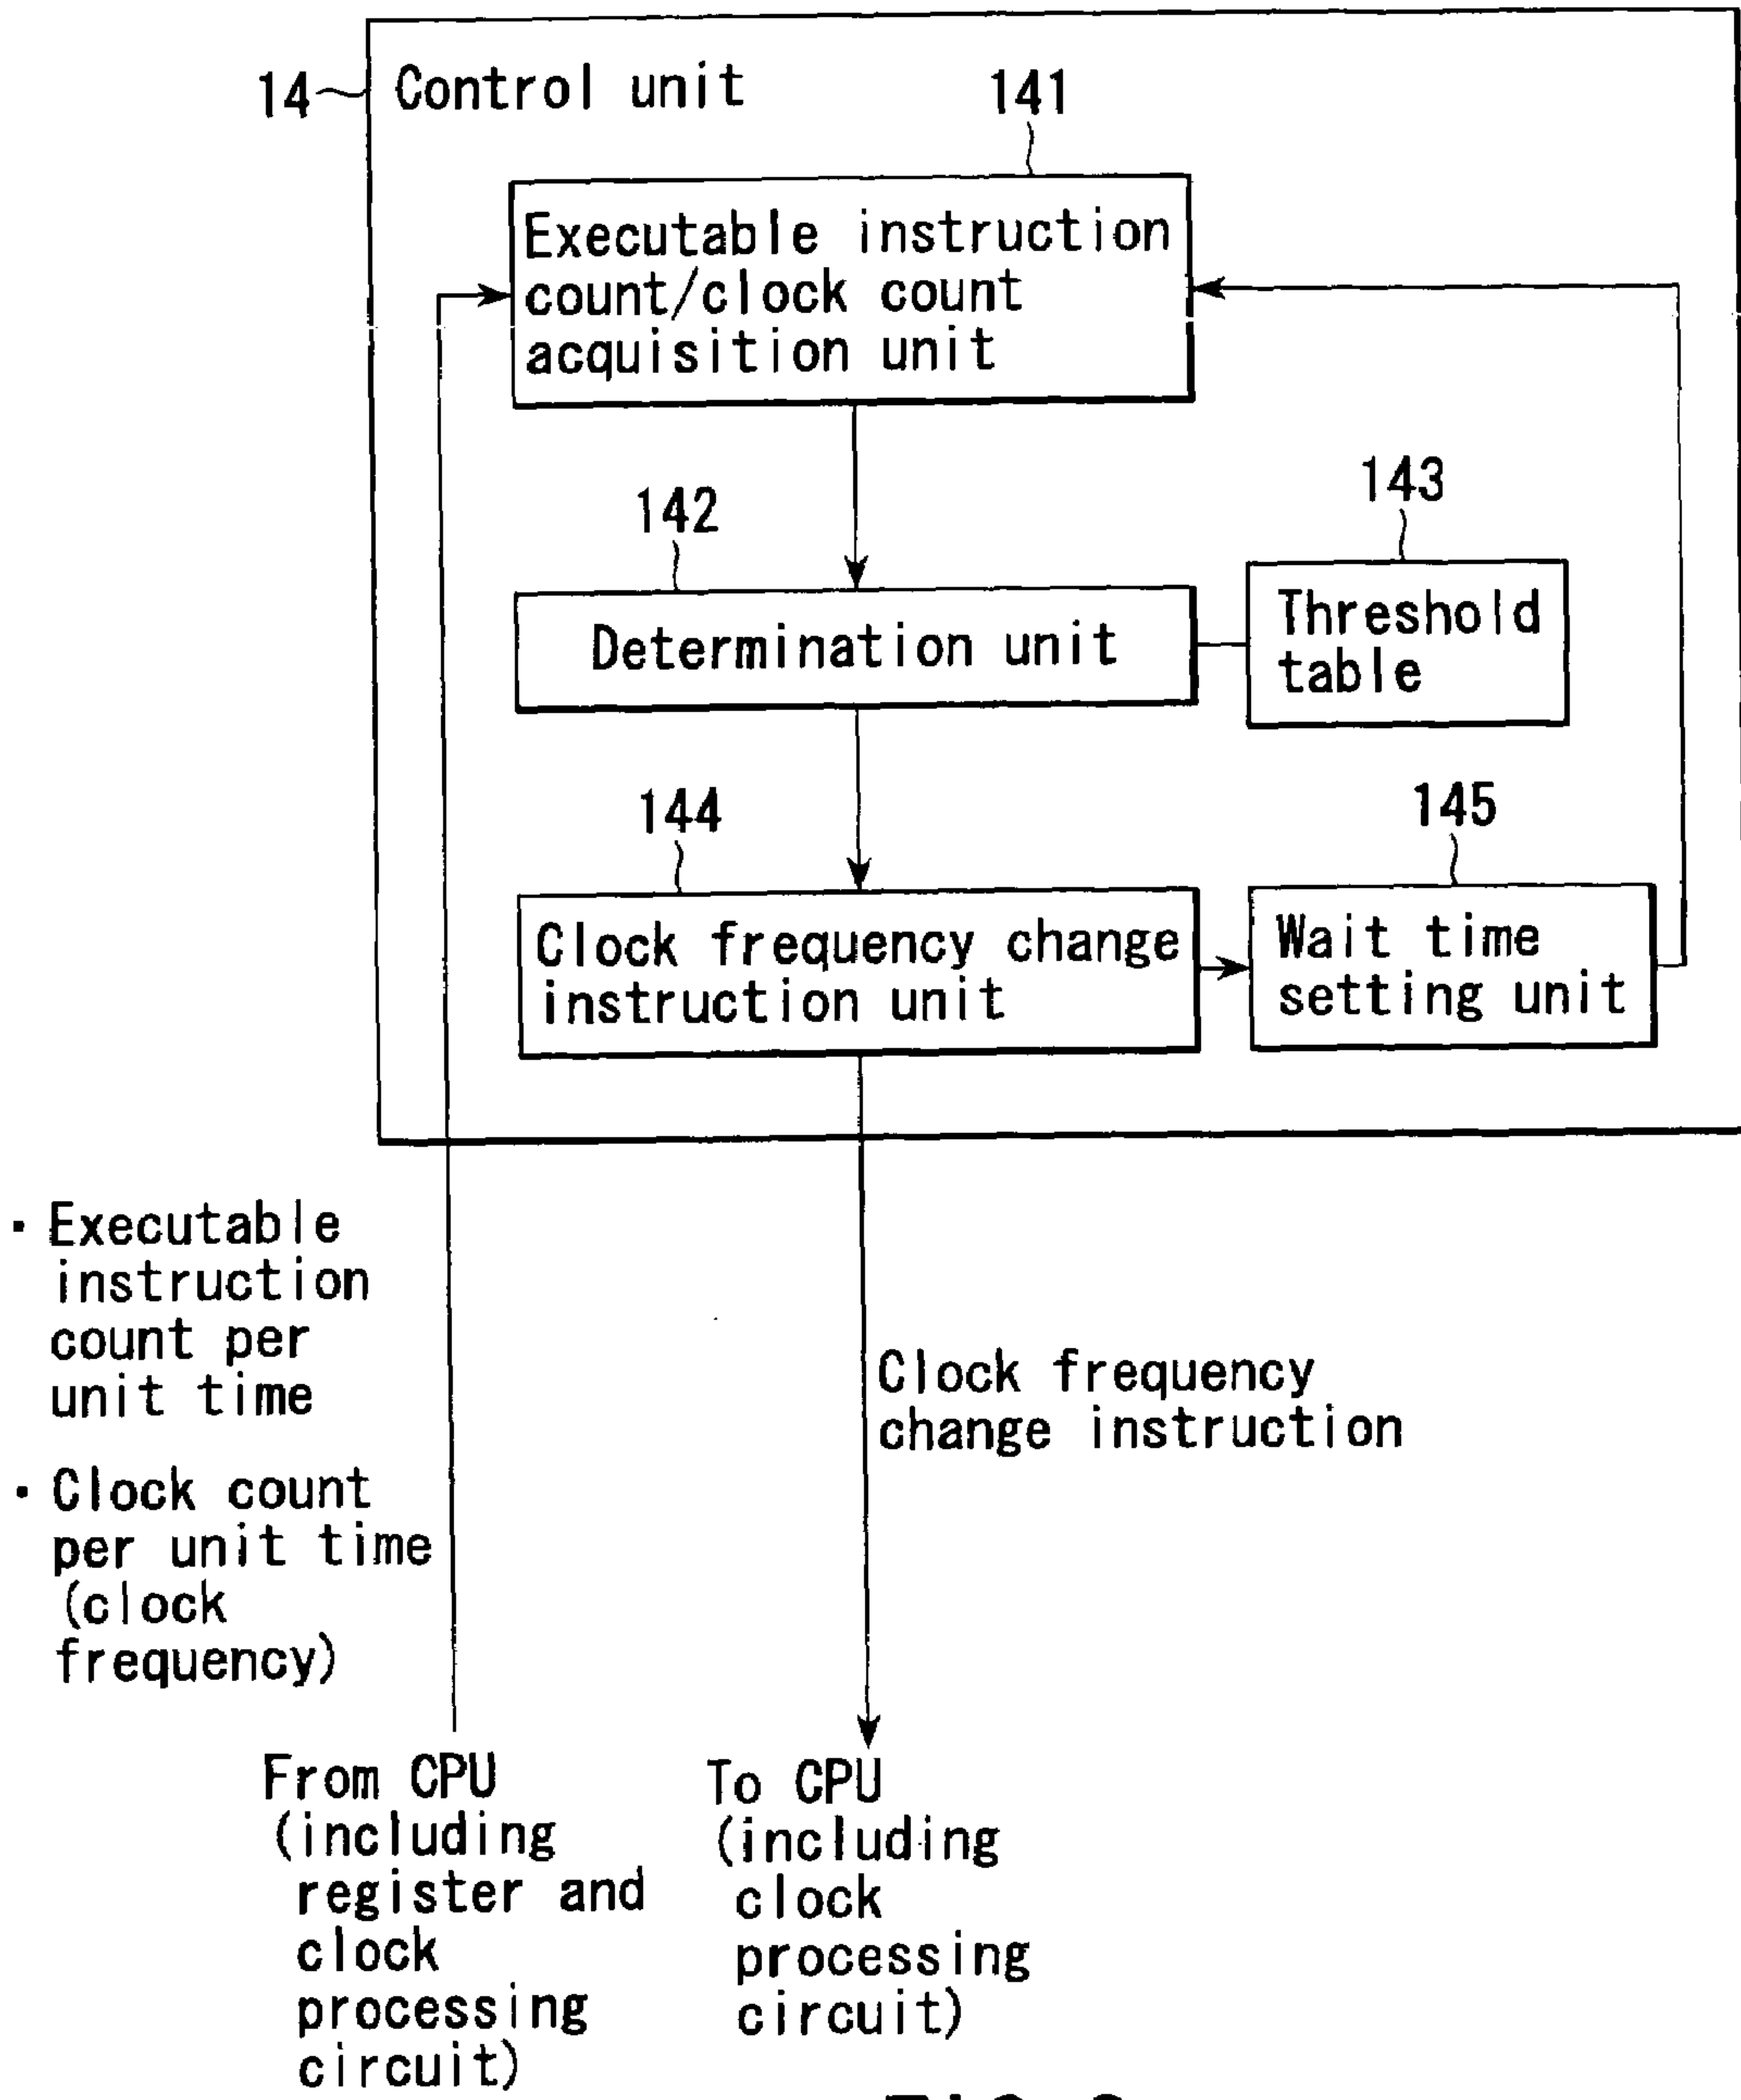 14
Control unit
141
Executable instruction
count/clock count
acquisition unit
142
143
Determination unit
Threshold
table
144
145
Clock frequency change
instruction unit
Wait time
setting unit
· Executable
instruction
count per
unit time
· Clock count
per unit time
(clock
frequency)
Clock frequency
change instruction
From CPU
(including
register and
clock
processing
circuit)
To CPU
(including
clock
processing
circuit)